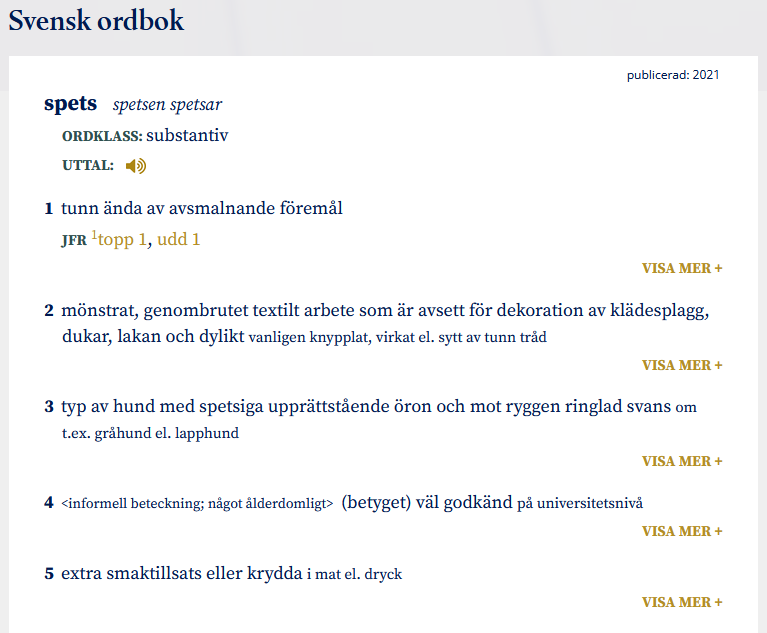 Svensk ordbok
publicerad: 2021
spets spetsen spetsar
ORDKLASS: substantiv
UTTAL:
1 tunn ända av avsmalnande föremål
JFR ¹topp 1, udd 1
VISA MER +
2 mönstrat, genombrutet textilt arbete som är avsett för dekoration av klädesplagg,
dukar, lakan och dylikt vanligen knypplat, virkat el. sytt av tunn tråd
VISA MER +
3 typ av hund med spetsiga upprättstående öron och mot ryggen ringlad svans om
t.ex. gråhund el. lapphund
VISA MER +
4 <informell beteckning; något ålderdomligt> (betyget) väl godkänd på universitetsnivå
VISA MER +
5 extra smaktillsats eller krydda i mat el. dryck
VISA MER +